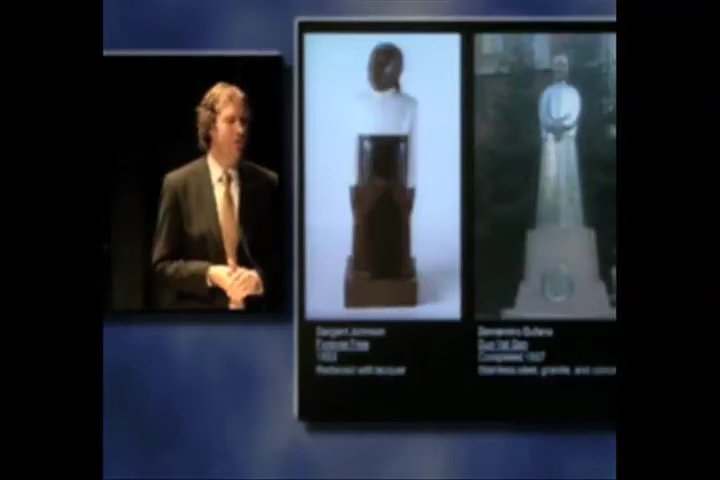 Sargent Johnson
Forever Free
1933
Redwood with lacquer
Beniamino Bufano
Sun Yat Sen
Completed 1937
Stainless steel, granite, and